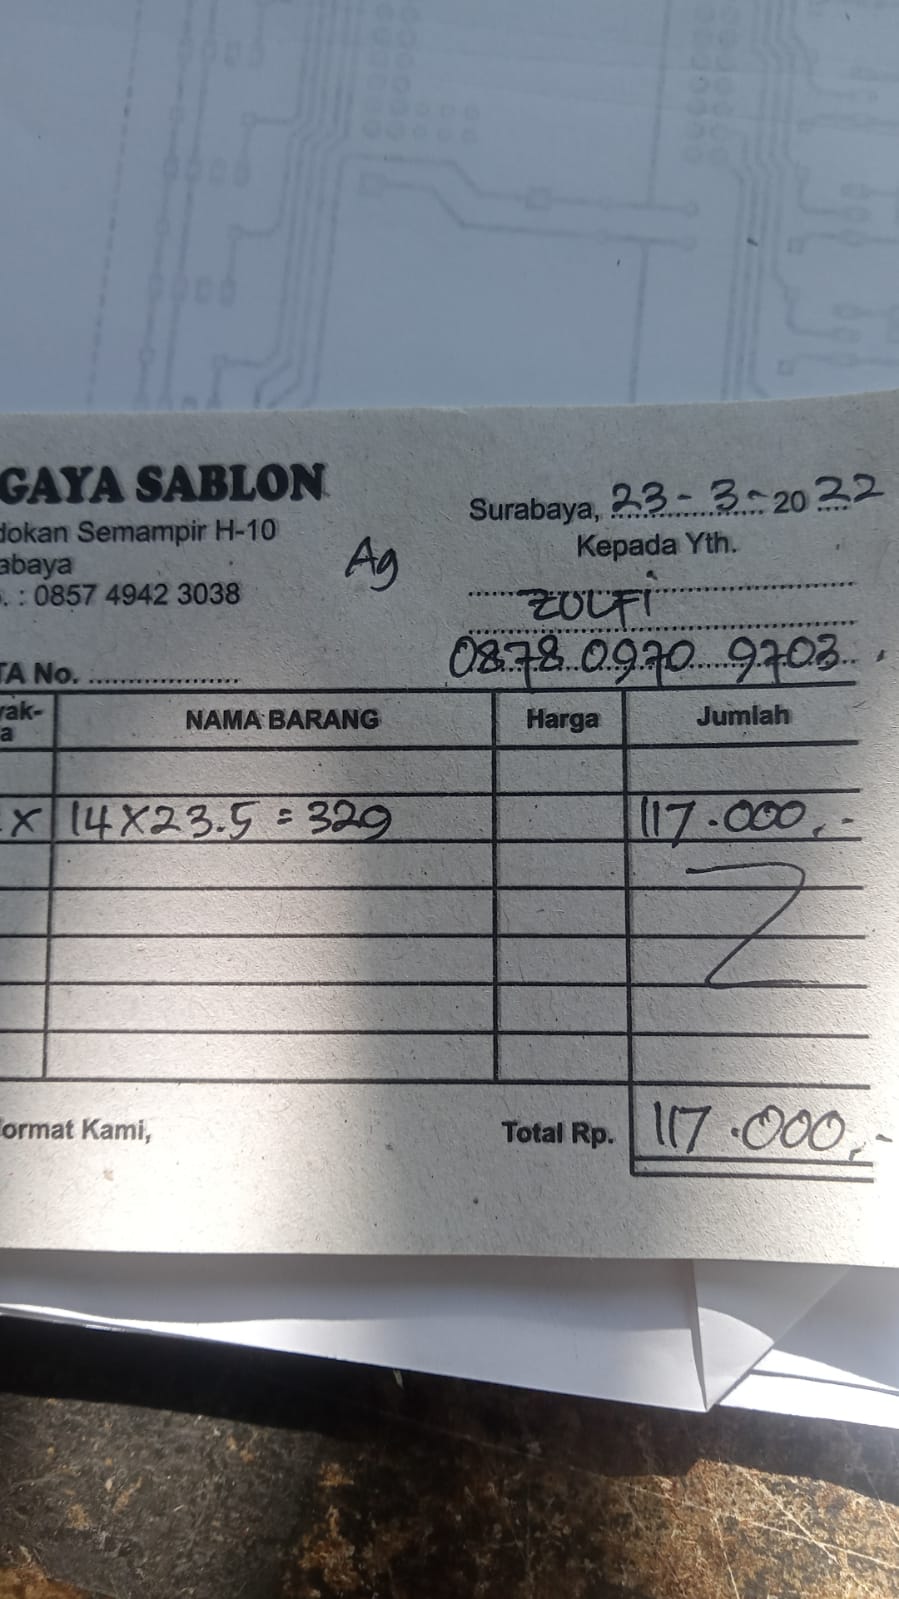 GAYA SABLON
dokan Semampir H-10
abaya
. : 0857 4942 3038
Ag
Surabaya, 23 - 3 - 2022
Kepada Yth.
ZULFi
0878 0970 9703
TA No. ....................
yak-
a
NAMA BARANG
Harga
Jumlah
X 14X23.5 = 329 117.000,-
ormat Kami,
Total Rp. 117.000,-